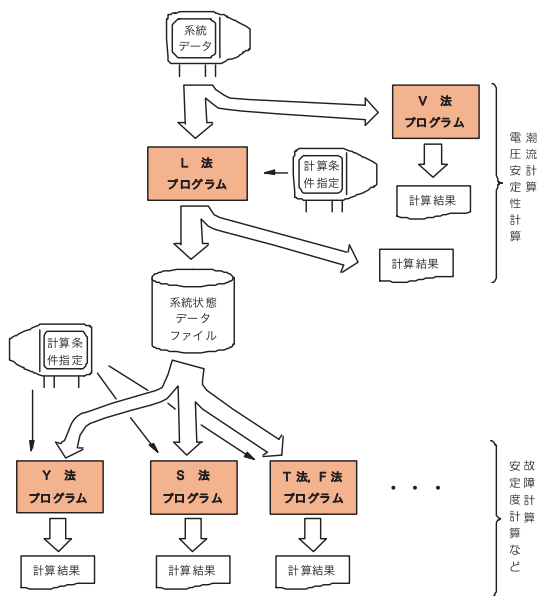 系統
データ
V 法
プログラム
L 法
プログラム
計算条
件指定
計算結果
計算結果
潮流計算
電圧安定性計算
系統状態
データ
ファイル
計算条
件指定
Y 法
プログラム
S 法
プログラム
T法, F法
プログラム
・・・
計算結果
計算結果
計算結果
故障計算
安定度計算など